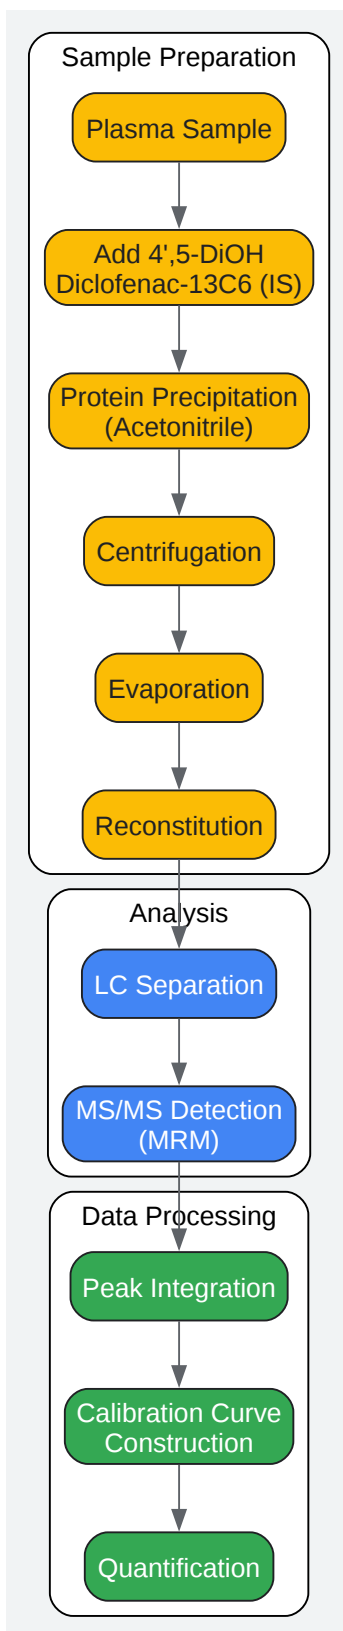 Sample Preparation
Plasma Sample
Add 4',5-DiOH
Diclofenac-13C6 (IS)
Protein Precipitation
(Acetonitrile)
Centrifugation
Evaporation
Reconstitution
Analysis
LC Separation
MS/MS Detection
(MRM)
Data Processing
Peak Integration
Calibration Curve
Construction
Quantification